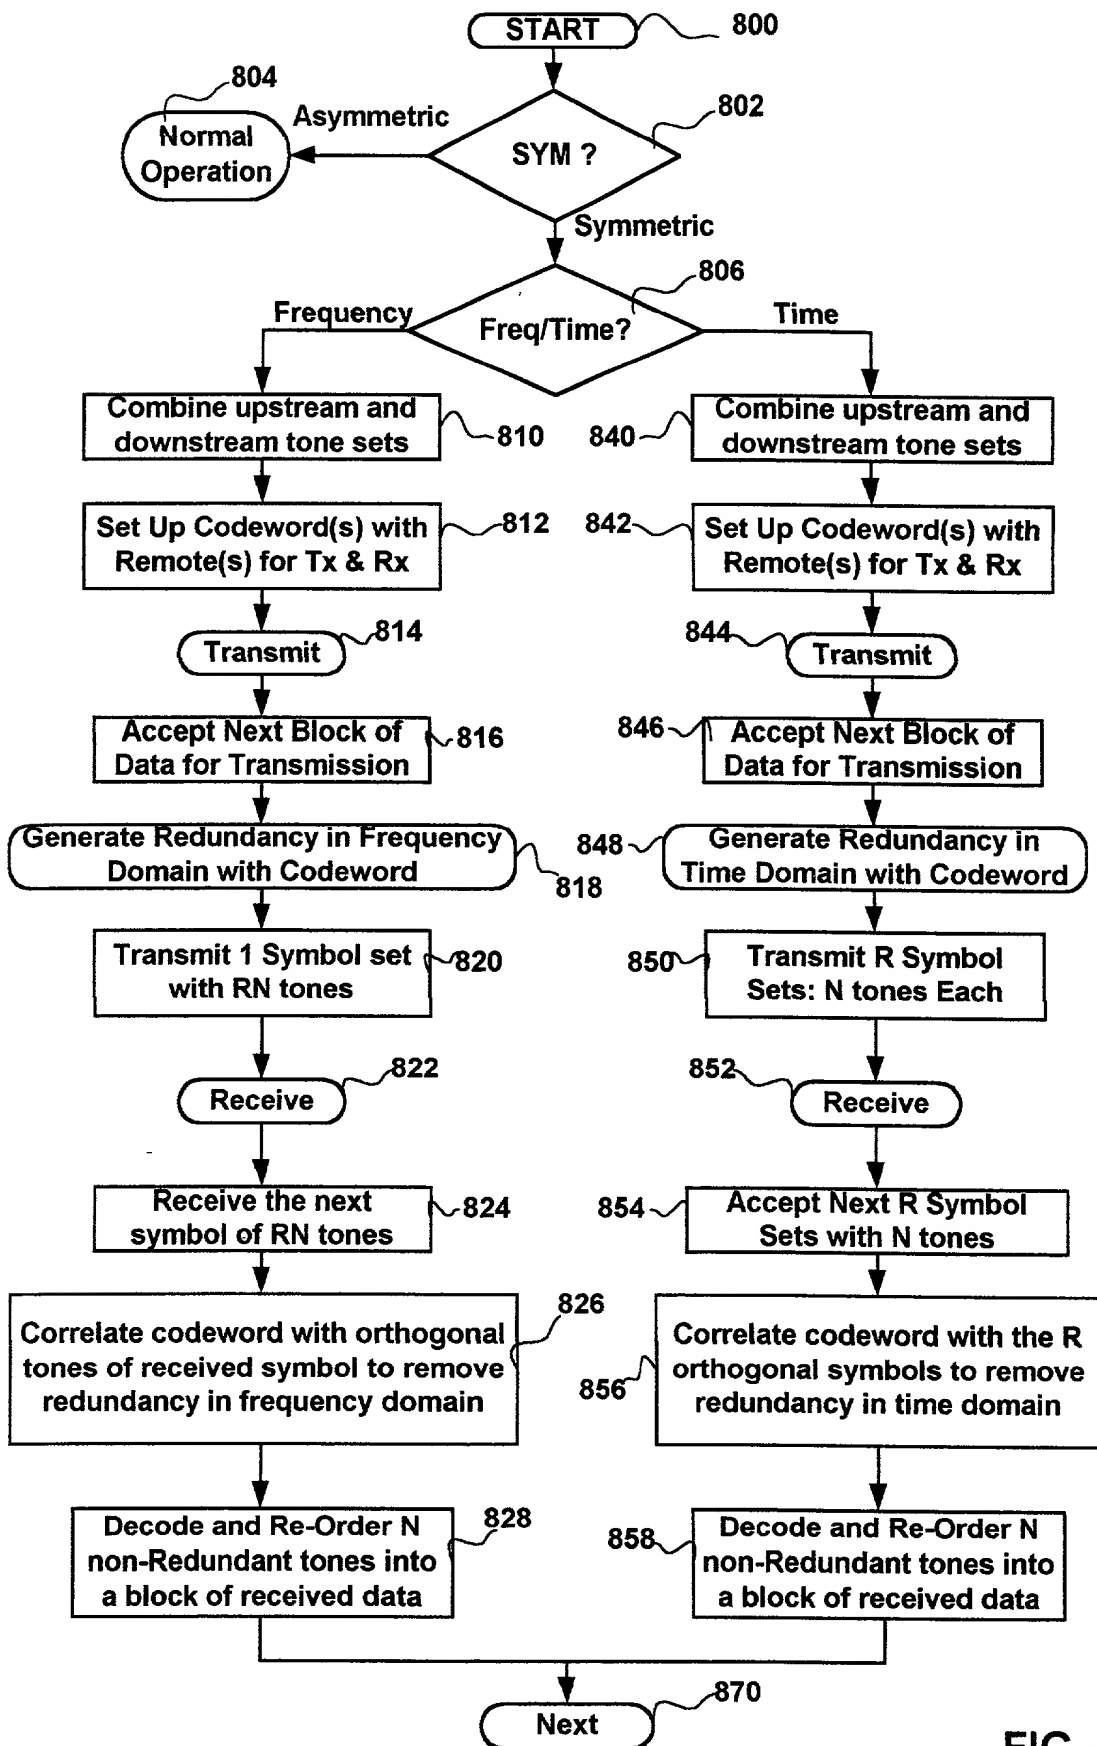 START
800
804
Asymmetric
802
Normal
Operation
SYM ?
Symmetric
806
Frequency
Freq/Time?
Time
Combine upstream and
downstream tone sets
810
840
Combine upstream and
downstream tone sets
Set Up Codeword(s) with
Remote(s) for Tx & Rx
812
842
Set Up Codeword(s) with
Remote(s) for Tx & Rx
814
Transmit
844
Transmit
Accept Next Block of
Data for Transmission
816
846
Accept Next Block of
Data for Transmission
Generate Redundancy in Frequency
Domain with Codeword
818
848
Generate Redundancy in
Time Domain with Codeword
Transmit 1 Symbol set
with RN tones
820
850
Transmit R Symbol
Sets: N tones Each
822
Receive
852
Receive
Receive the next
symbol of RN tones
824
854
Accept Next R Symbol
Sets with N tones
826
Correlate codeword with orthogonal
tones of received symbol to remove
redundancy in frequency domain
856
Correlate codeword with the R
orthogonal symbols to remove
redundancy in time domain
Decode and Re-Order N
non-Redundant tones into
a block of received data
828
858
Decode and Re-Order N
non-Redundant tones into
a block of received data
870
Next
FIG.